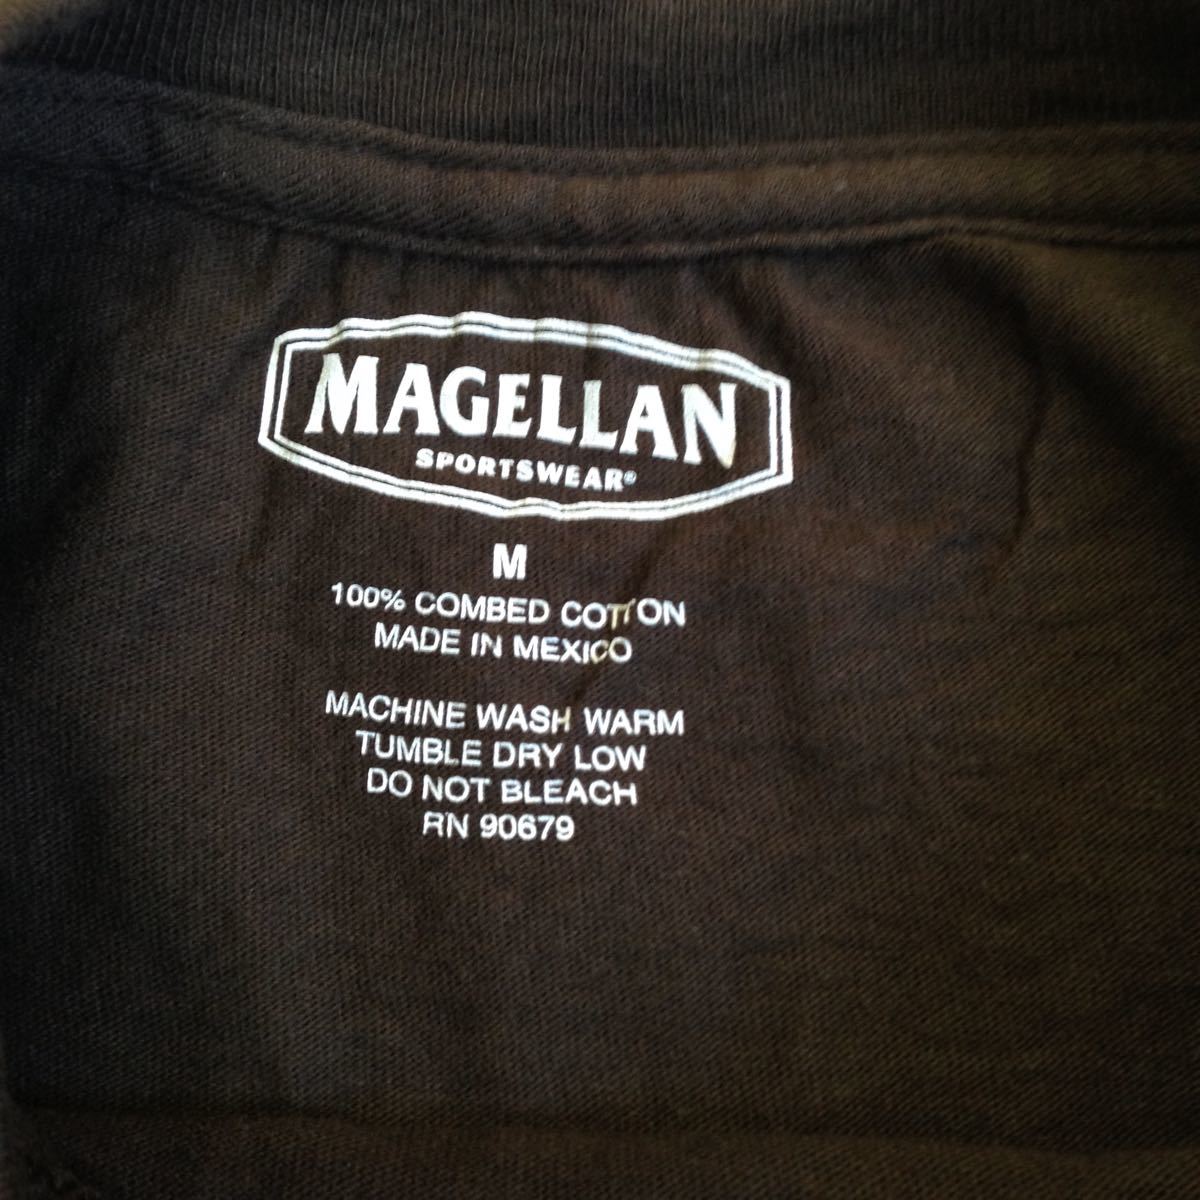 MAGELLAN
SPORTSWEAR®
M
100% COMBED COTTON
MADE IN MEXICO
MACHINE WASH WARM
TUMBLE DRY LOW
DO NOT BLEACH
RN 90679